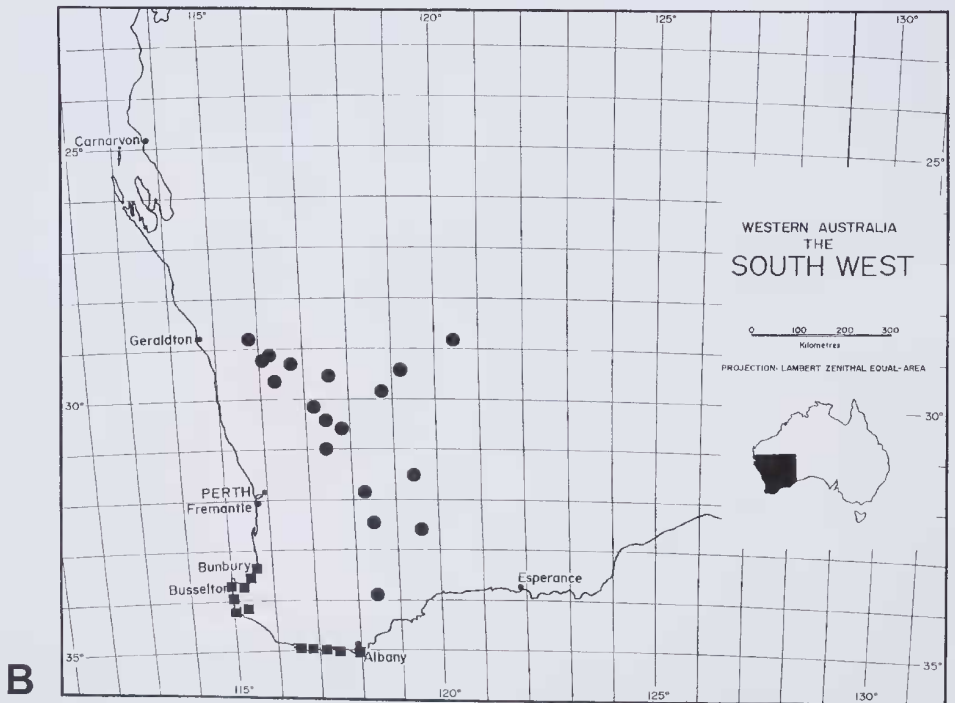 115° 120° 125° 130°
Carnarvon
25° 25°
WESTERN AUSTRALIA
THE
SOUTH WEST
Geraldton
0 100 200 300
Kilometres
PROJECTION- LAMBERT ZENITHAL EQUAL-AREA
30° 30°
PERTH
Fremantle
Bunbury
Busselton
Esperance
Albany
35° 35°
B
115° 120° 125° 130°